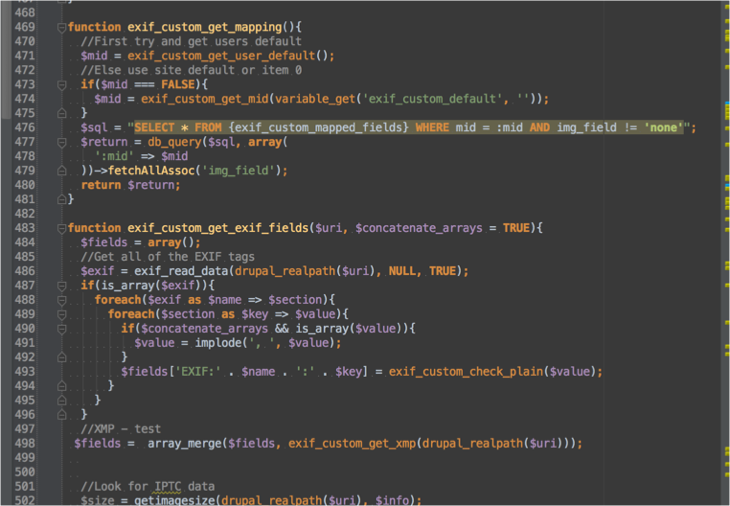 468
469 function exif_custom_get_mapping(){
470 //First try and get users default
471 $mid = exif_custom_get_user_default();
472 //Else use site default or item 0
473 if($mid === FALSE){
474 $mid = exif_custom_get_mid(variable_get('exif_custom_default', ''));
475 }
476 $sql = "SELECT * FROM {exif_custom_mapped_fields} WHERE mid = :mid AND img_field != 'none'";
477 $return = db_query($sql, array(
478 ':mid' => $mid
479 ))->fetchAllAssoc('img_field');
480 return $return;
481 }
482
483 function exif_custom_get_exif_fields($uri, $concatenate_arrays = TRUE){
484 $fields = array();
485 //Get all of the EXIF tags
486 $exif = exif_read_data(drupal_realpath($uri), NULL, TRUE);
487 if(is_array($exif)){
488 foreach($exif as $name => $section){
489 foreach($section as $key => $value){
490 if($concatenate_arrays && is_array($value)){
491 $value = implode(', ', $value);
492 }
493 $fields['EXIF:' . $name . ':' . $key] = exif_custom_check_plain($value);
494 }
495 }
496 }
497 //XMP - test
498 $fields = array_merge($fields, exif_custom_get_xmp(drupal_realpath($uri)));
499
500
501 //Look for IPTC data
502 $size = getimagesize(drupal_realpath($uri), $info);